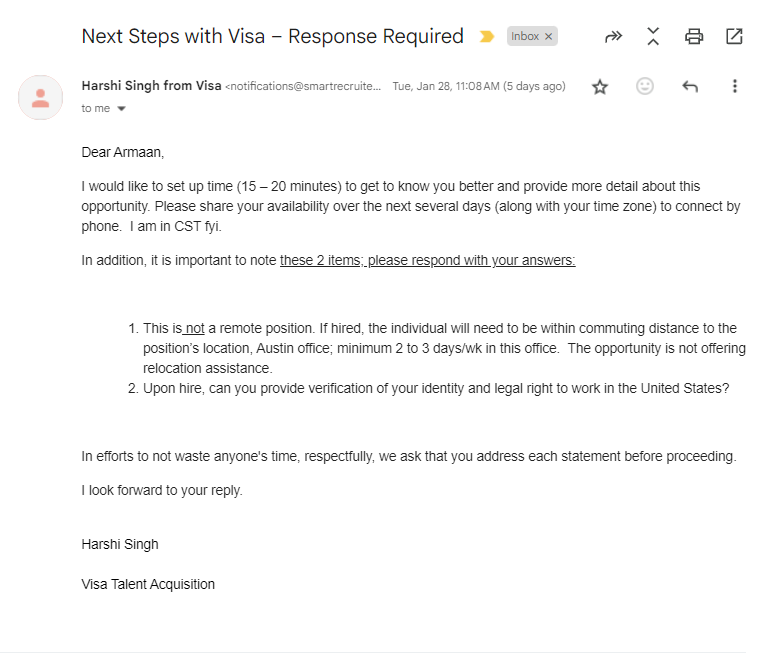 Next Steps with Visa – Response Required
Inbox ×
Harshi Singh from Visa <notifications@smartrecruite... Tue, Jan 28, 11:08 AM (5 days ago)
to me
Dear Armaan,
I would like to set up time (15 – 20 minutes) to get to know you better and provide more detail about this
opportunity. Please share your availability over the next several days (along with your time zone) to connect by
phone.  I am in CST fyi.
In addition, it is important to note these 2 items; please respond with your answers:
1. This is not a remote position. If hired, the individual will need to be within commuting distance to the
position's location, Austin office; minimum 2 to 3 days/wk in this office.  The opportunity is not offering
relocation assistance.
2. Upon hire, can you provide verification of your identity and legal right to work in the United States?
In efforts to not waste anyone's time, respectfully, we ask that you address each statement before proceeding.
I look forward to your reply.
Harshi Singh
Visa Talent Acquisition